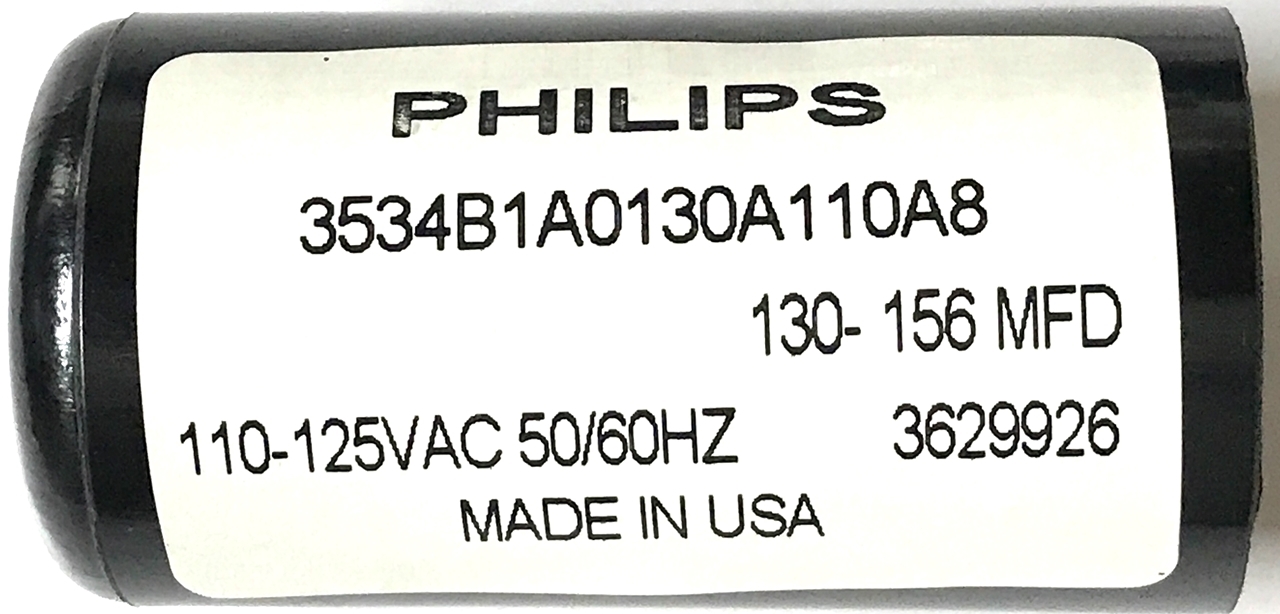 PHILIPS
3534B1A0130A110A8
130- 156 MFD
110-125VAC 50/60HZ 3629926
MADE IN USA